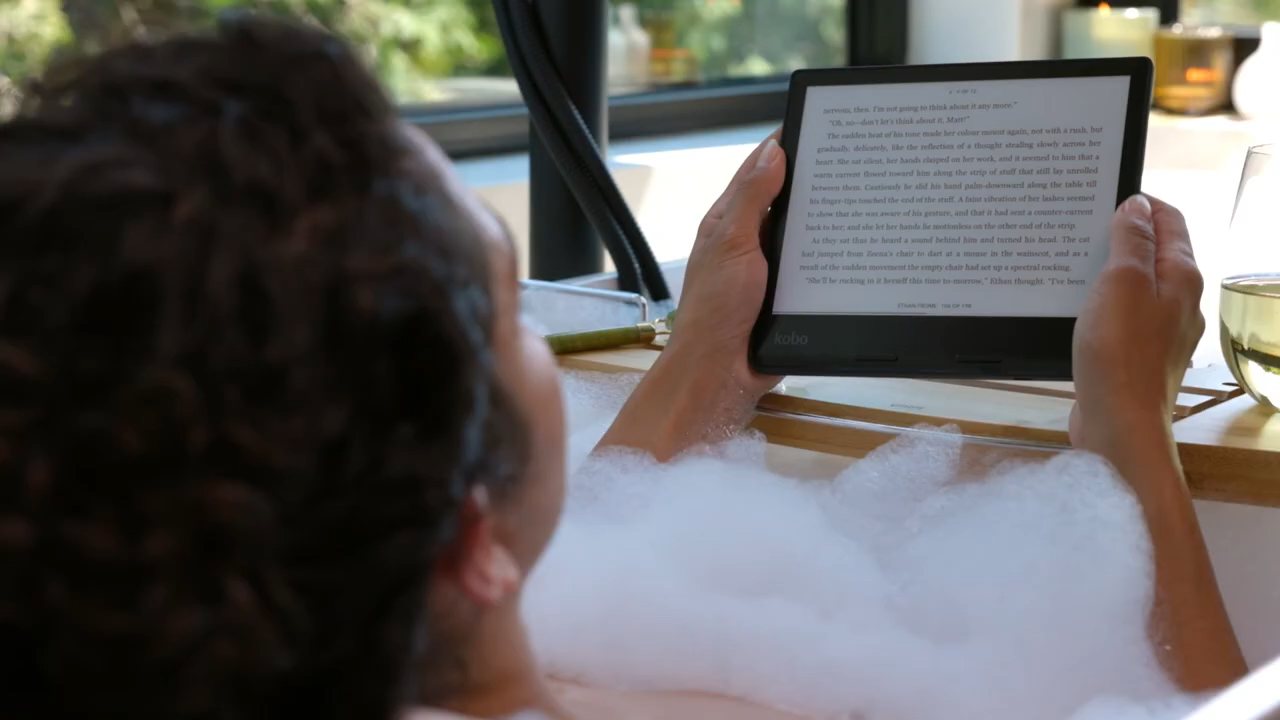 9 OF 12
nervous, then. I'm not going to think about it any more."
"Oh, no—don't let's think about it, Matt!"
The sudden heat of his tone made her colour mount again, not with a rush, but
gradually, delicately, like the reflection of a thought stealing slowly across her
heart. She sat silent, her hands clasped on her work, and it seemed to him that a
warm current flowed toward him along the strip of stuff that still lay unrolled
between them. Cautiously he slid his hand palm-downward along the table till
his finger-tips touched the end of the stuff. A faint vibration of her lashes seemed
to show that she was aware of his gesture, and that it had sent a counter-current
back to her; and she let her hands lie motionless on the other end of the strip.
As they sat thus he heard a sound behind him and turned his head. The cat
had jumped from Zeena's chair to dart at a mouse in the wainscot, and as a
result of the sudden movement the empty chair had set up a spectral rocking.
"She'll be rocking in it herself this time to-morrow," Ethan thought. "I've been
ETHAN FROME
kobo